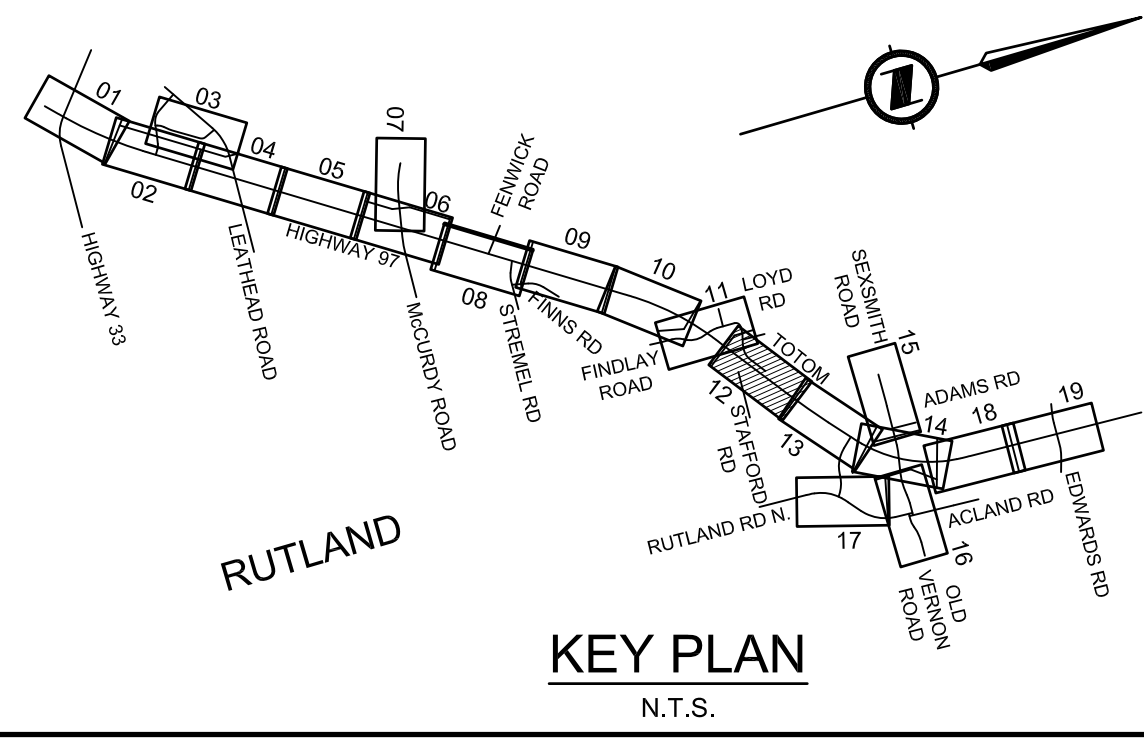 01
03
02
04
05
07
06
FENWICK
ROAD
HIGHWAY 33
LEATHEAD ROAD
HIGHWAY 97
McCURDY ROAD
08
STREMEL RD
FINNS RD
09
10
11
LOYD
RD
FINDLAY
ROAD
12
TOTOM
STAFFORD
RD
13
SEXSMITH
ROAD
15
ADAMS RD
14
18
19
RUTLAND RD N.
17
ACLAND RD
16
EDWARDS RD
OLD
VERNON
ROAD
RUTLAND
KEY PLAN
N.T.S.